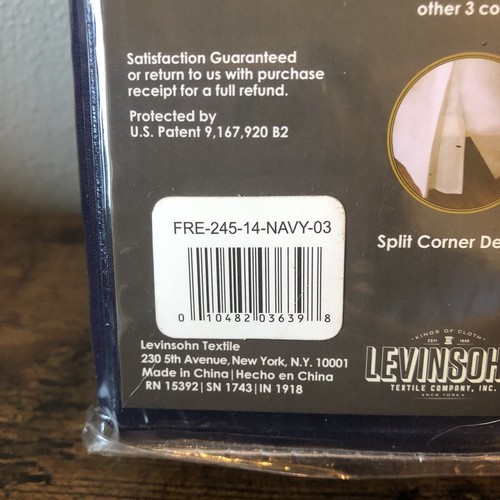 other 3 co
Satisfaction Guaranteed
or return to us with purchase
receipt for a full refund.
Protected by
U.S. Patent 9,167,920 B2
Split Corner De
FRE-245-14-NAVY-03
0 10482 03639 8
Levinsohn Textile
230 5th Avenue, New York, N.Y. 10001
Made in China | Hecho en China
RN 15392 | SN 1743 | IN 1918
KINGS OF CLOTH
LEVINSOH
TEXTILE COMPANY, INC.
NEW YORK